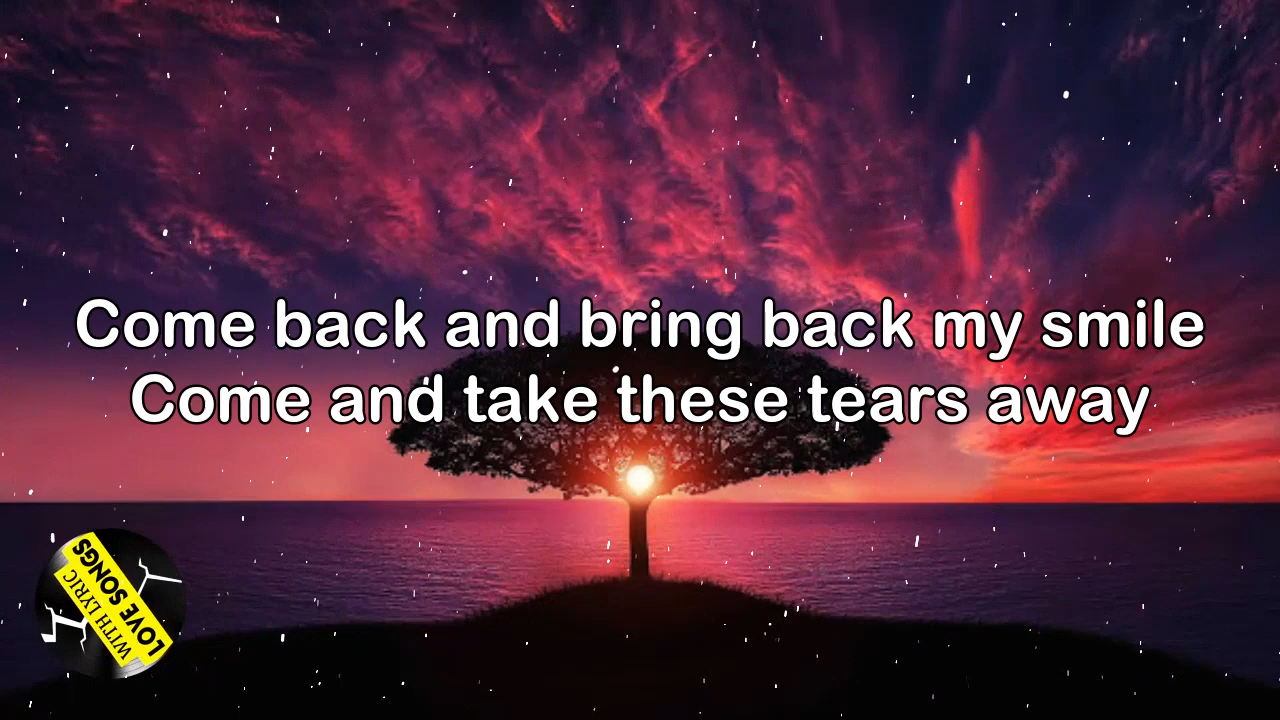 Come back and bring back my smile
Come and take these tears away
LOVE SONGS
WITH LYRIC